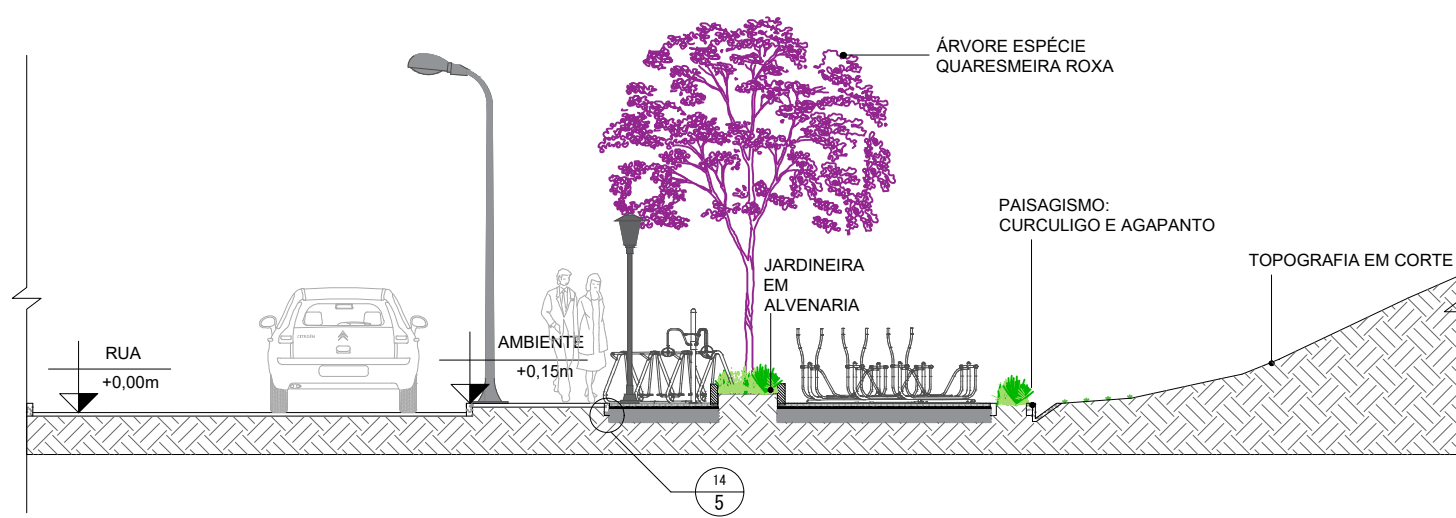 ÁRVORE ESPÉCIE
QUARESMEIRA ROXA
PAISAGISMO:
CURCULIGO E AGAPANTO
TOPOGRAFIA EM CORTE
JARDINEIRA
EM
ALVENARIA
AMBIENTE
+0,15m
RUA
+0,00m
CITROËN
14
5